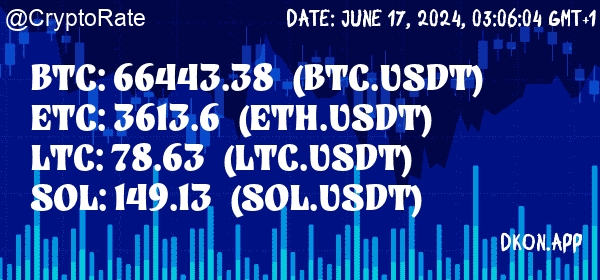 @CryptoRate
DATE: JUNE 17, 2024, 03:06:04 GMT+1
BTC: 66443.38 (BTC.USDT)
ETC: 3613.6 (ETH.USDT)
LTC: 78.63 (LTC.USDT)
SOL: 149.13 (SOL.USDT)
DKON.APP